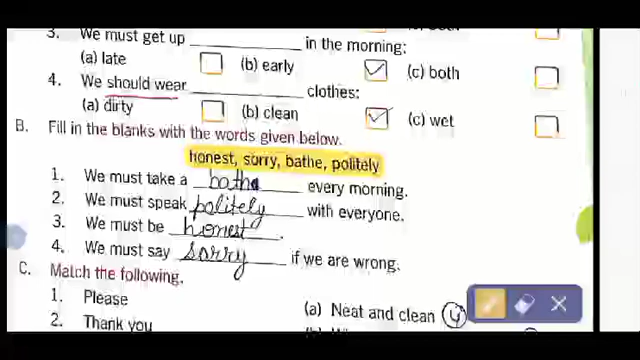 3. We must get up ____________ in the morning:
(a) late (b) early (c) both
4. We should wear ____________ clothes:
(a) dirty (b) clean (c) wet
B. Fill in the blanks with the words given below.
honest, sorry, bathe, politely
1. We must take a bathe every morning.
2. We must speak politely with everyone.
3. We must be honest.
4. We must say sorry if we are wrong.
C. Match the following.
1. Please (a) Neat and clean 4
2. Thank you